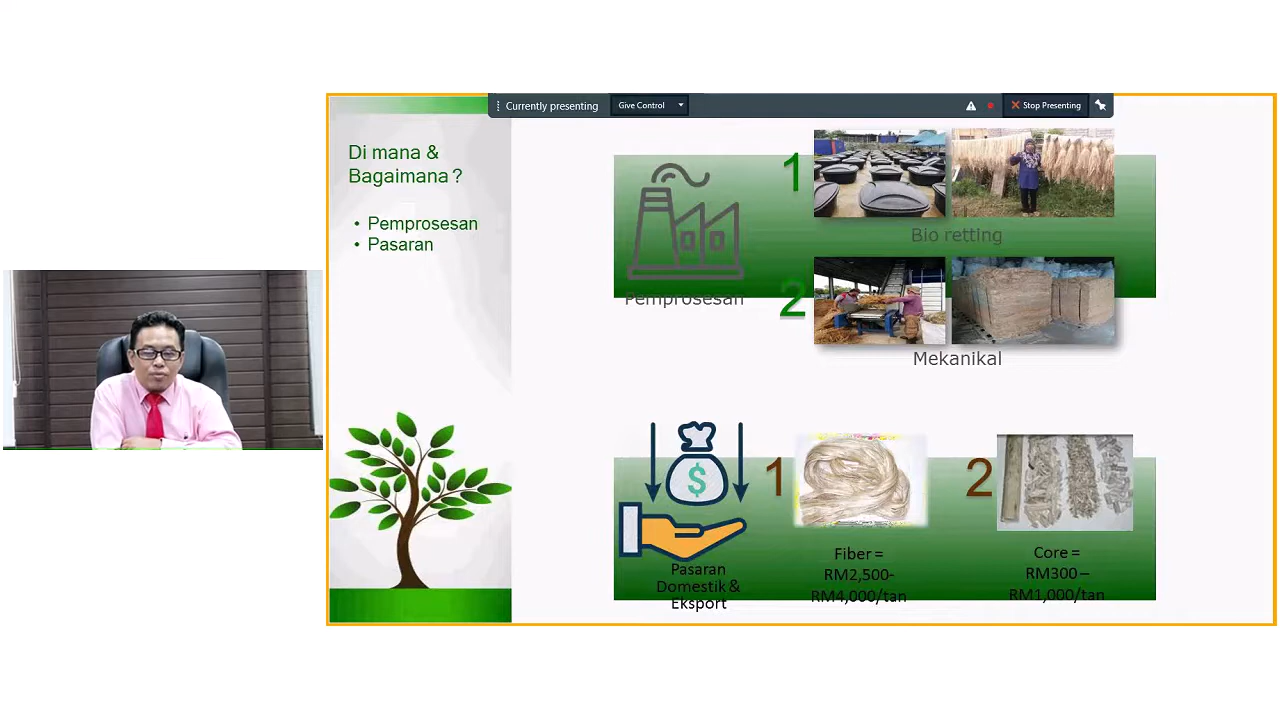 Currently presenting
Give Control
Stop Presenting
Di mana &
Bagaimana ?
• Pemprosesan
• Pasaran
Pemprosesan
1
Bio retting
2
Mekanikal
$
Pasaran
Domestik &
Eksport
1
Fiber =
RM2,500-
RM4,000/tan
2
Core =
RM300 –
RM1,000/tan